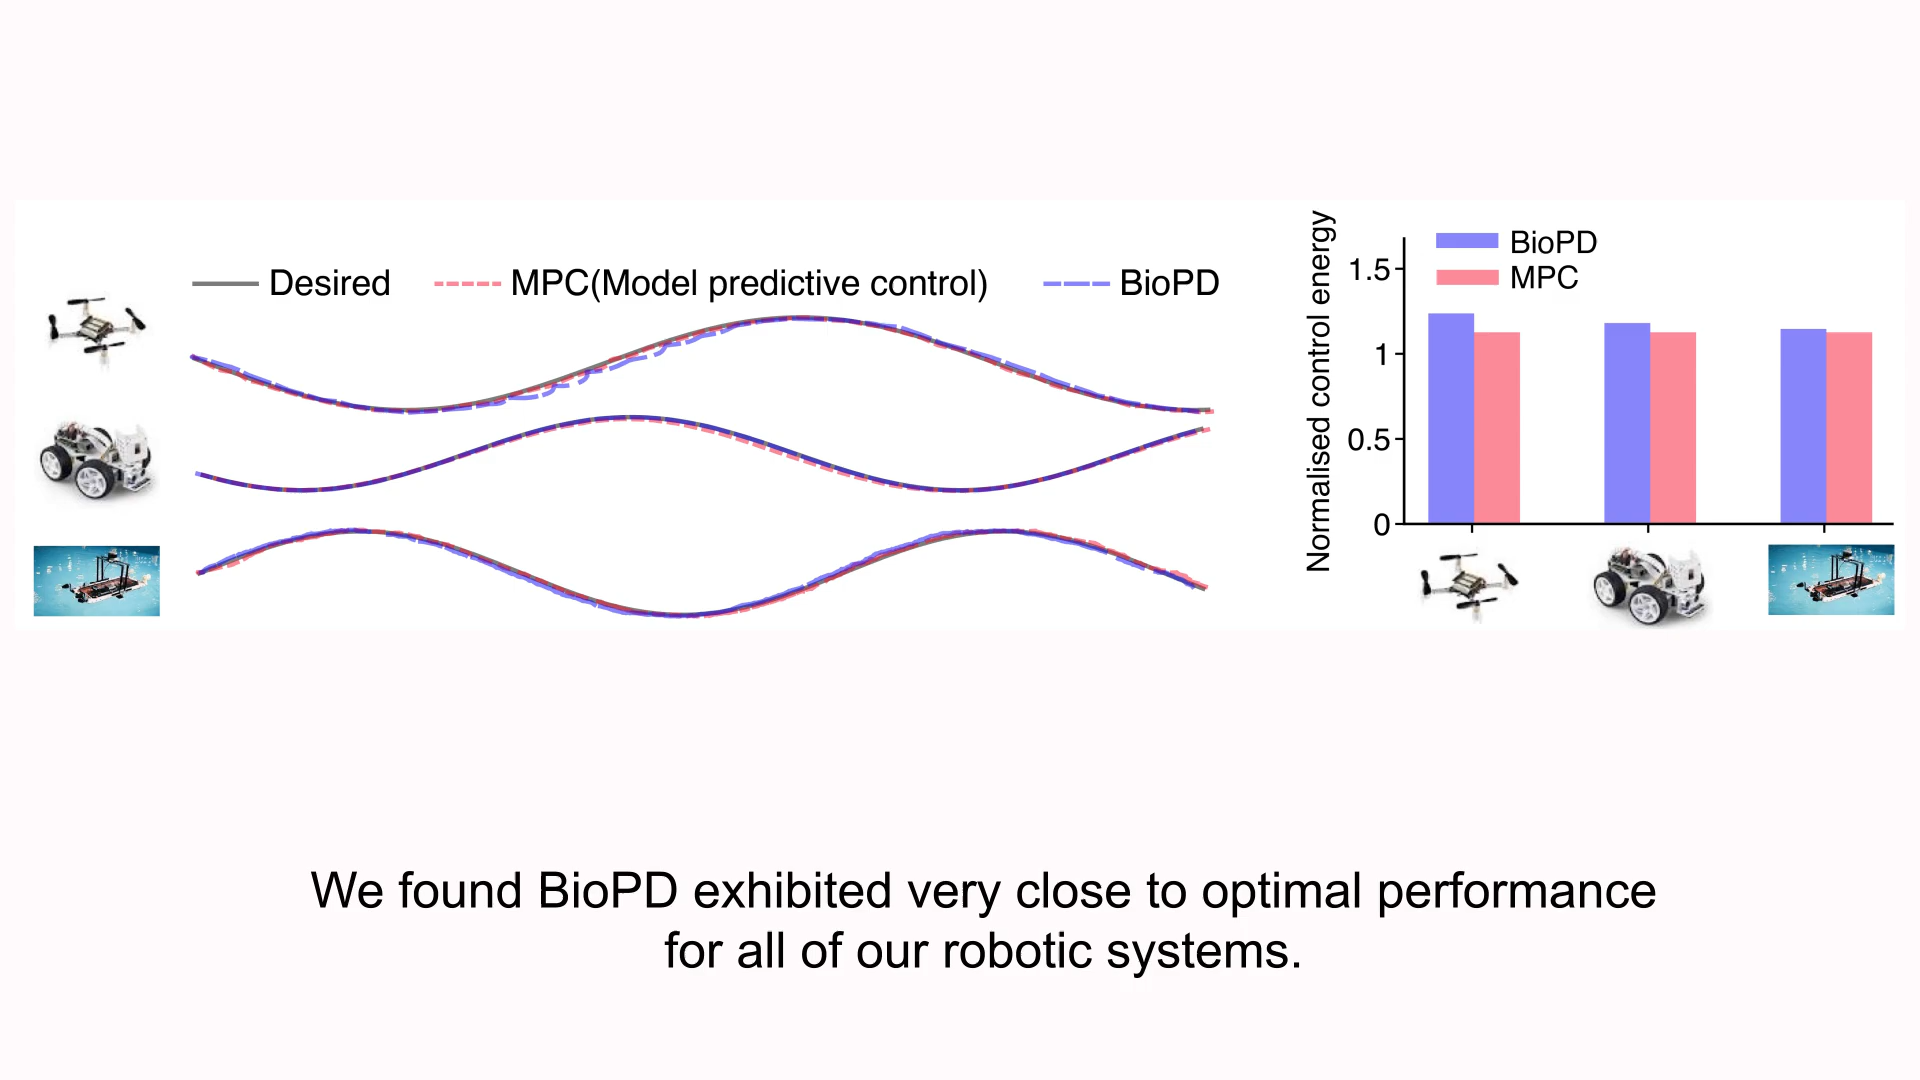 Desired
MPC(Model predictive control)
BioPD
Normalised control energy
BioPD
MPC
1.5
1
0.5
0
We found BioPD exhibited very close to optimal performance
for all of our robotic systems.